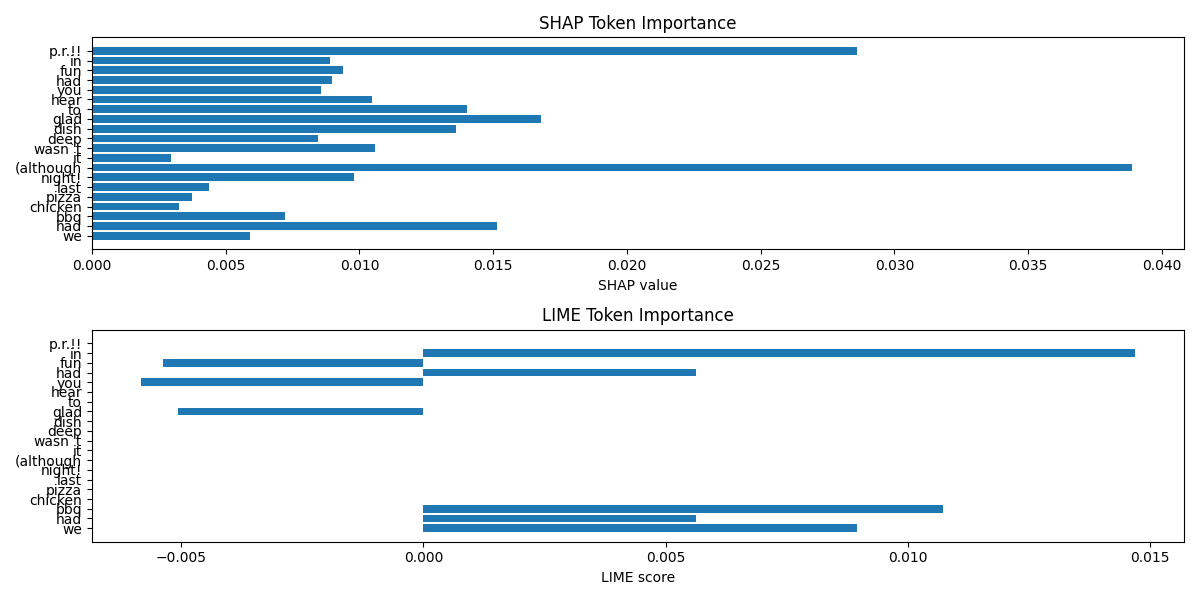 SHAP Token Importance
p.r.!!
in
fun
had
you
hear
to
glad
dish
deep
wasn't
it
(although
night!
last
pizza
chicken
bbq
had
we
0.000 0.005 0.010 0.015 0.020 0.025 0.030 0.035 0.040
SHAP value
LIME Token Importance
p.r.!!
in
fun
had
you
hear
to
glad
dish
deep
wasn't
it
(although
night!
last
pizza
chicken
bbq
had
we
−0.005 0.000 0.005 0.010 0.015
LIME score